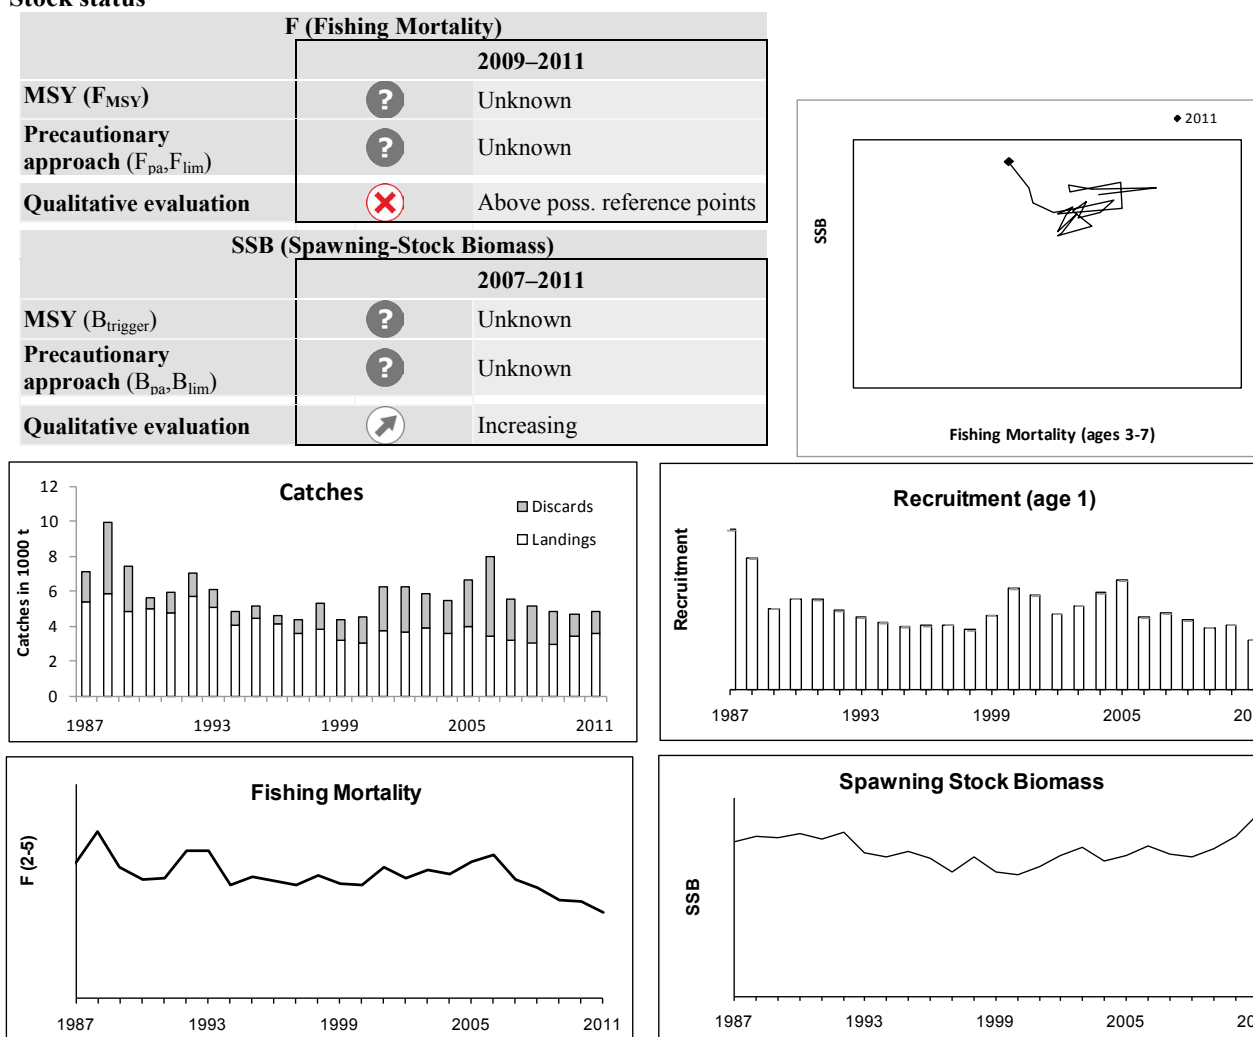 Stock status
F (Fishing Mortality)
2009–2011
MSY (FMSY) ? Unknown
Precautionary
approach (Fpa,Flim) ? Unknown
Qualitative evaluation Above poss. reference points
SSB (Spawning-Stock Biomass)
2007–2011
MSY (Btrigger) ? Unknown
Precautionary
approach (Bpa,Blim) ? Unknown
Qualitative evaluation Increasing
2011
SSB
Fishing Mortality (ages 3-7)
Catches
Discards
Landings
Catches in 1000 t
12
10
8
6
4
2
0
1987 1993 1999 2005 2011
Recruitment (age 1)
Recruitment
1987 1993 1999 2005 20
Fishing Mortality
F (2-5)
1987 1993 1999 2005 2011
Spawning Stock Biomass
SSB
1987 1993 1999 2005 20